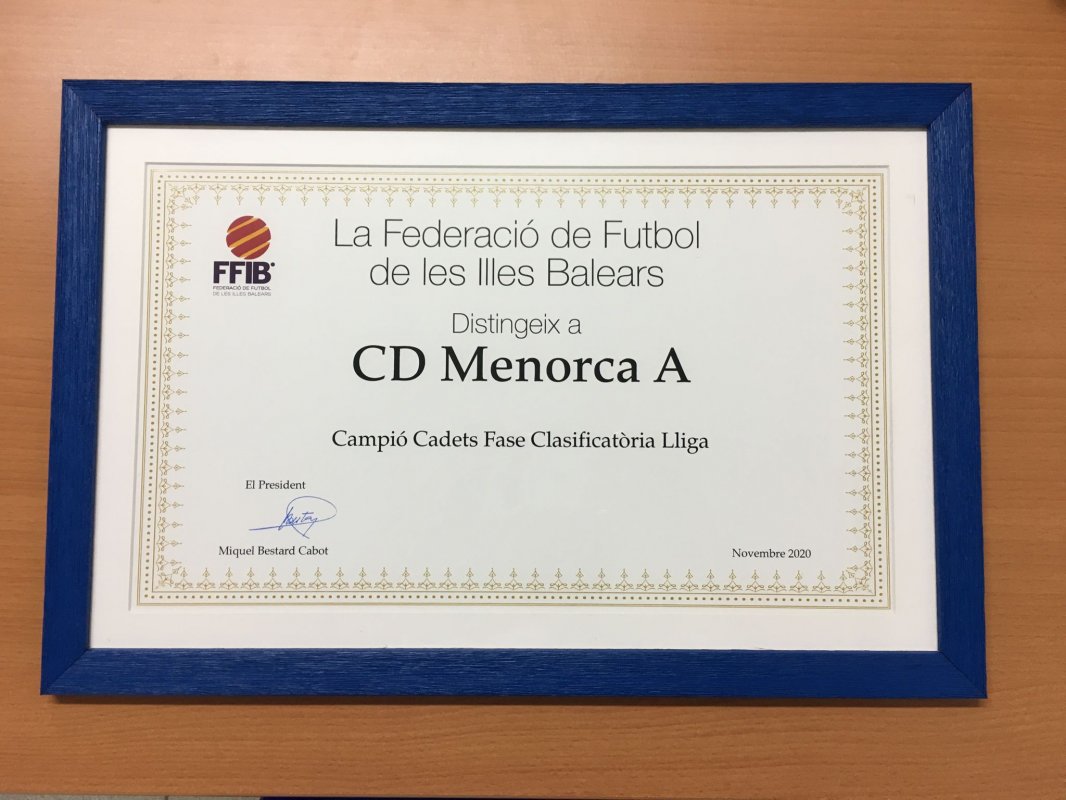 FFIB
FEDERACIÓ DE FUTBOL
DE LES ILLES BALEARS
La Federació de Futbol
de les Illes Balears
Distingeix a
CD Menorca A
Campió Cadets Fase Clasificatòria Lliga
El President
Miquel Bestard Cabot
Novembre 2020